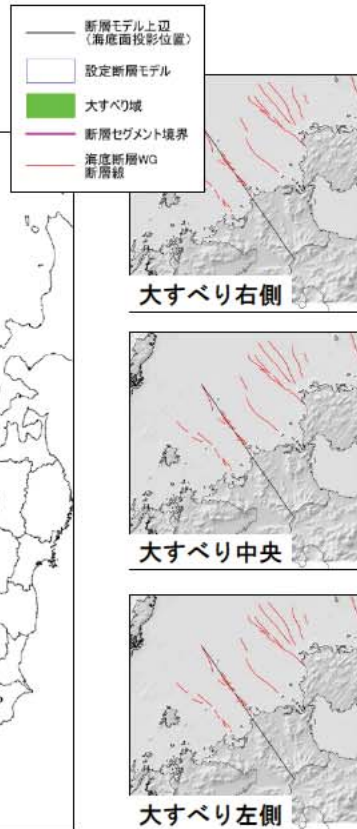 断層モデル上辺
(海底面投影位置)
設定断層モデル
大すべり域
断層セグメント境界
海底断層WG
断層線
大すべり右側
大すべり中央
大すべり左側